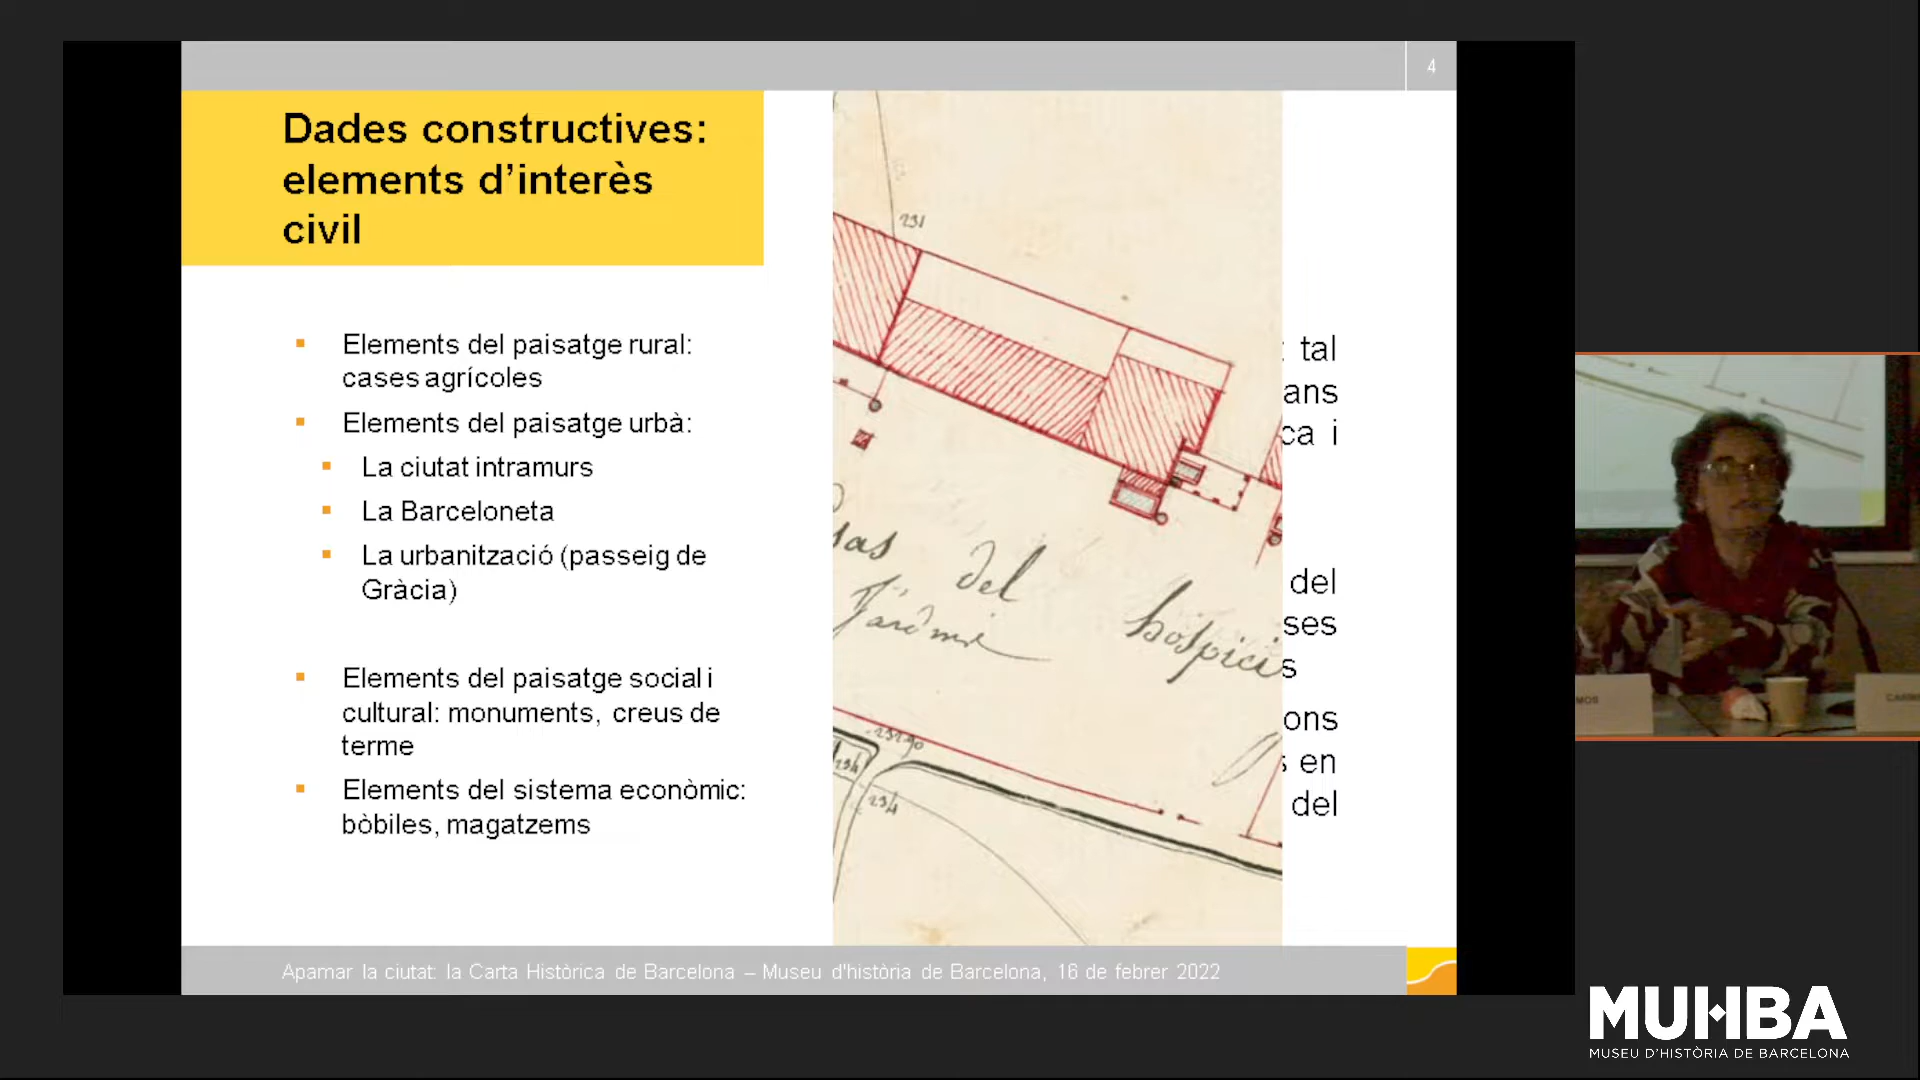 4
Dades constructives:
elements d'interès
civil
Elements del paisatge rural:
cases agrícoles
Elements del paisatge urbà:
La ciutat intramurs
La Barceloneta
La urbanització (passeig de
Gràcia)
Elements del paisatge social i
cultural: monuments, creus de
terme
Elements del sistema econòmic:
bòbiles, magatzems
231
del
hospici
234
234
tal
ans
ca i
del
ses
s
ons
s en
del
Apamar la ciutat: la Carta Històrica de Barcelona – Museu d'història de Barcelona, 16 de febrer 2022
MUHBA
MUSEU D'HISTÒRIA DE BARCELONA